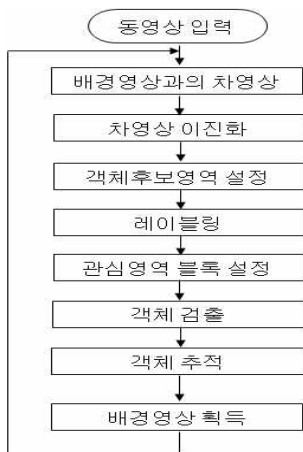 동영상 입력
배경영상과의 차영상
차영상 이진화
객체후보영역 설정
레이블링
관심영역 블록 설정
객체 검출
객체 추적
배경영상 획득